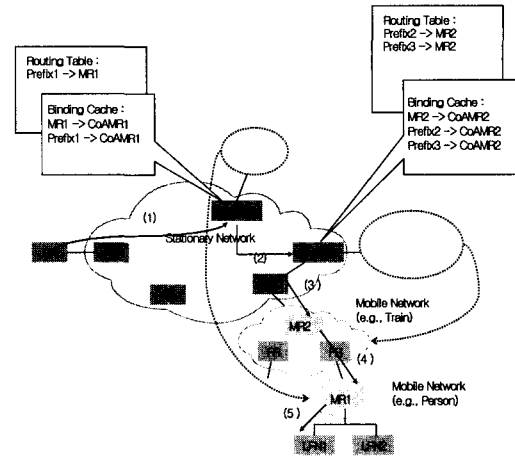 Routing Table :
Prefix1 -> MR1
Binding Cache :
MR1 -> CoAMR1
Prefix1 -> CoAMR1
Routing Table :
Prefix2 -> MR2
Prefix3 -> MR2
Binding Cache :
MR2 -> CoAMR2
Prefix2 -> CoAMR2
Prefix3 -> CoAMR2
(1)
Stationary Network
(2)
(3)
Mobile Network
(e.g., Train)
MR2
(4)
Mobile Network
(e.g., Person)
MR1
(5)
LFN1
LFN2